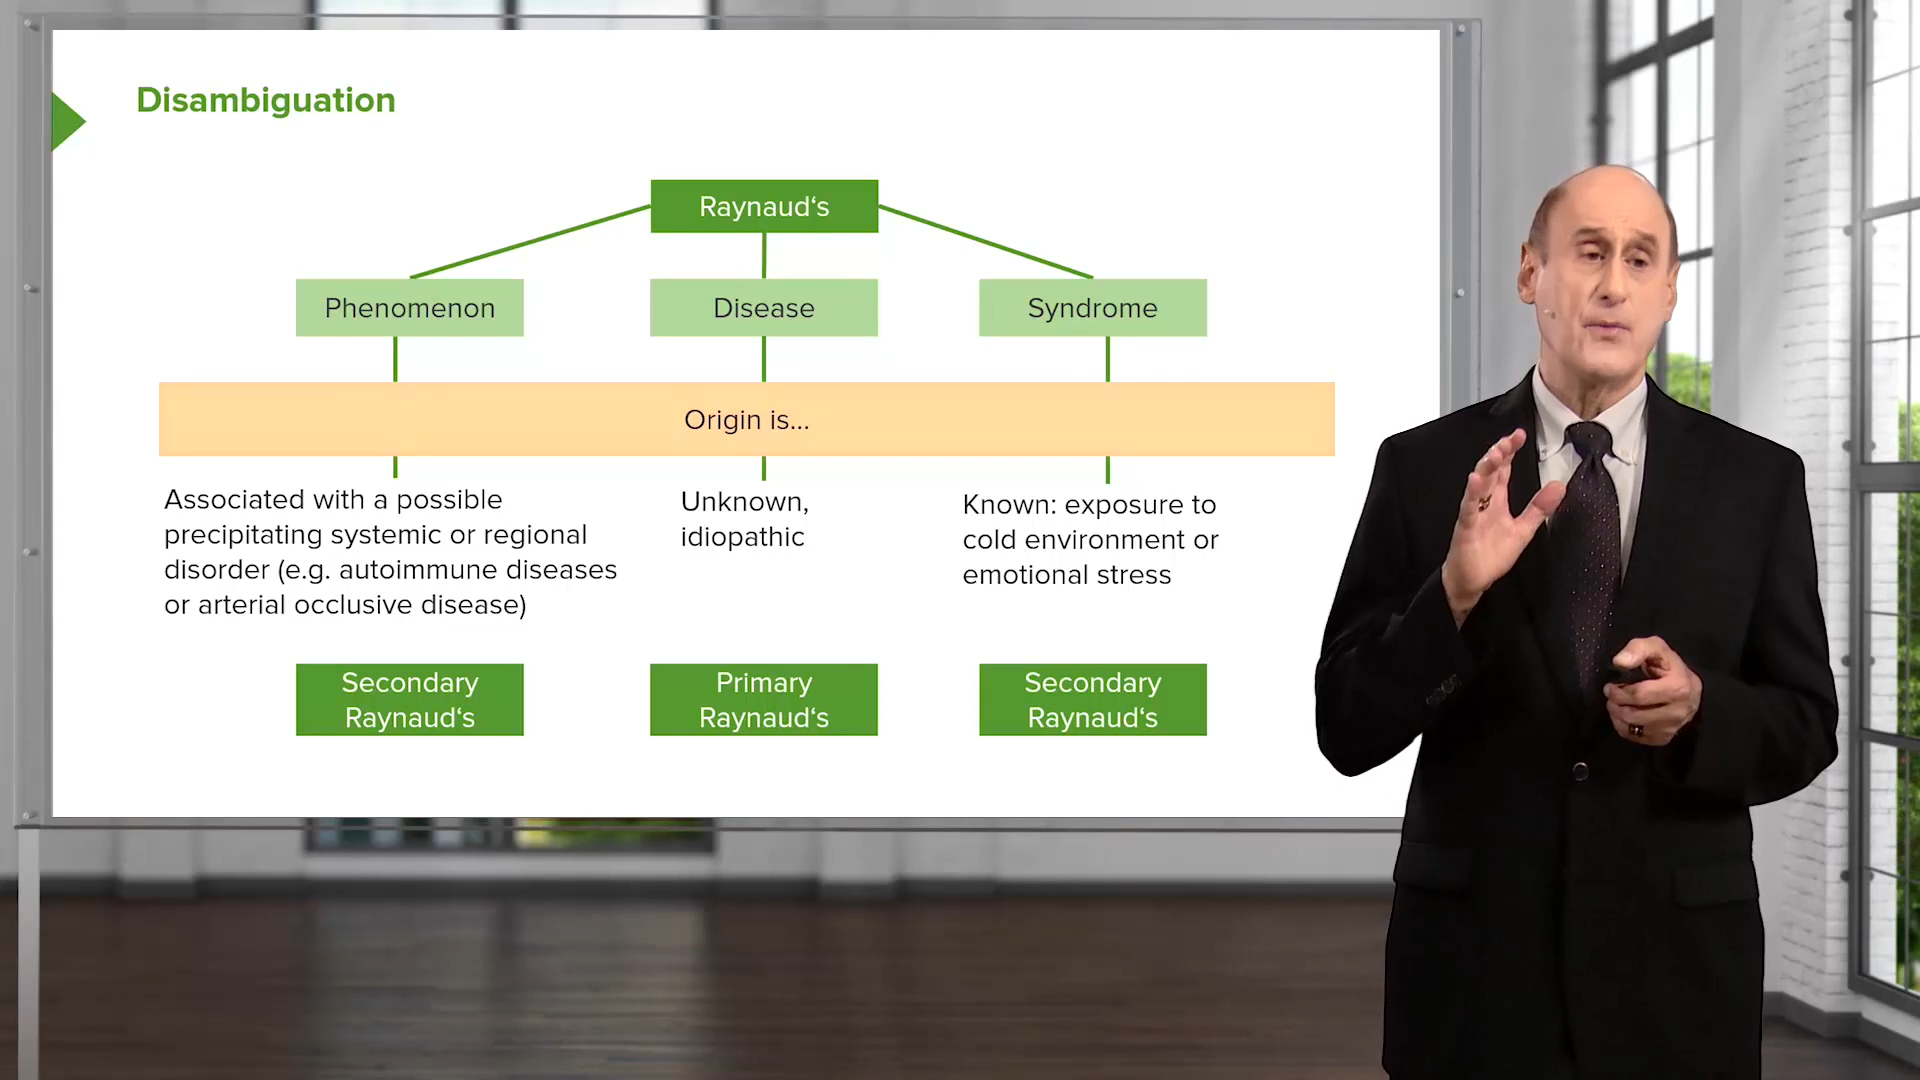 Disambiguation
Raynaud‘s
Phenomenon
Disease
Syndrome
Origin is...
Associated with a possible
precipitating systemic or regional
disorder (e.g. autoimmune diseases
or arterial occlusive disease)
Unknown,
idiopathic
Known: exposure to
cold environment or
emotional stress
Secondary
Raynaud‘s
Primary
Raynaud‘s
Secondary
Raynaud‘s